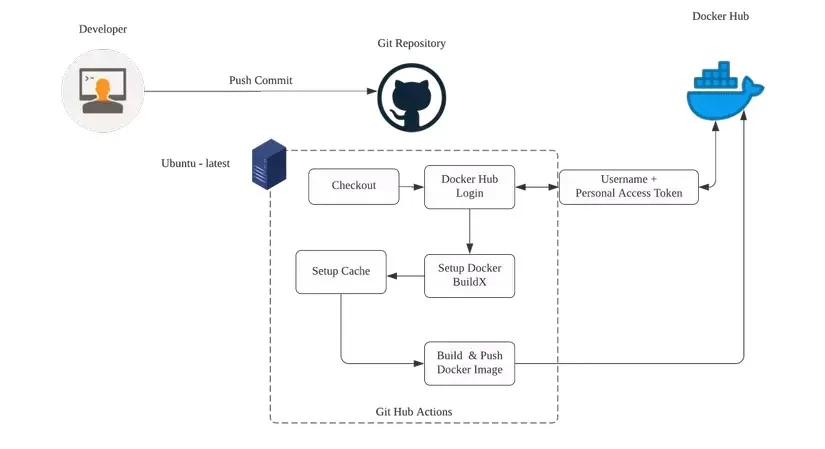 Docker Hub
Developer
Git Repository
Push Commit
Ubuntu - latest
Checkout
Docker Hub
Login
Username +
Personal Access Token
Setup Cache
Setup Docker
BuildX
Build & Push
Docker Image
Git Hub Actions